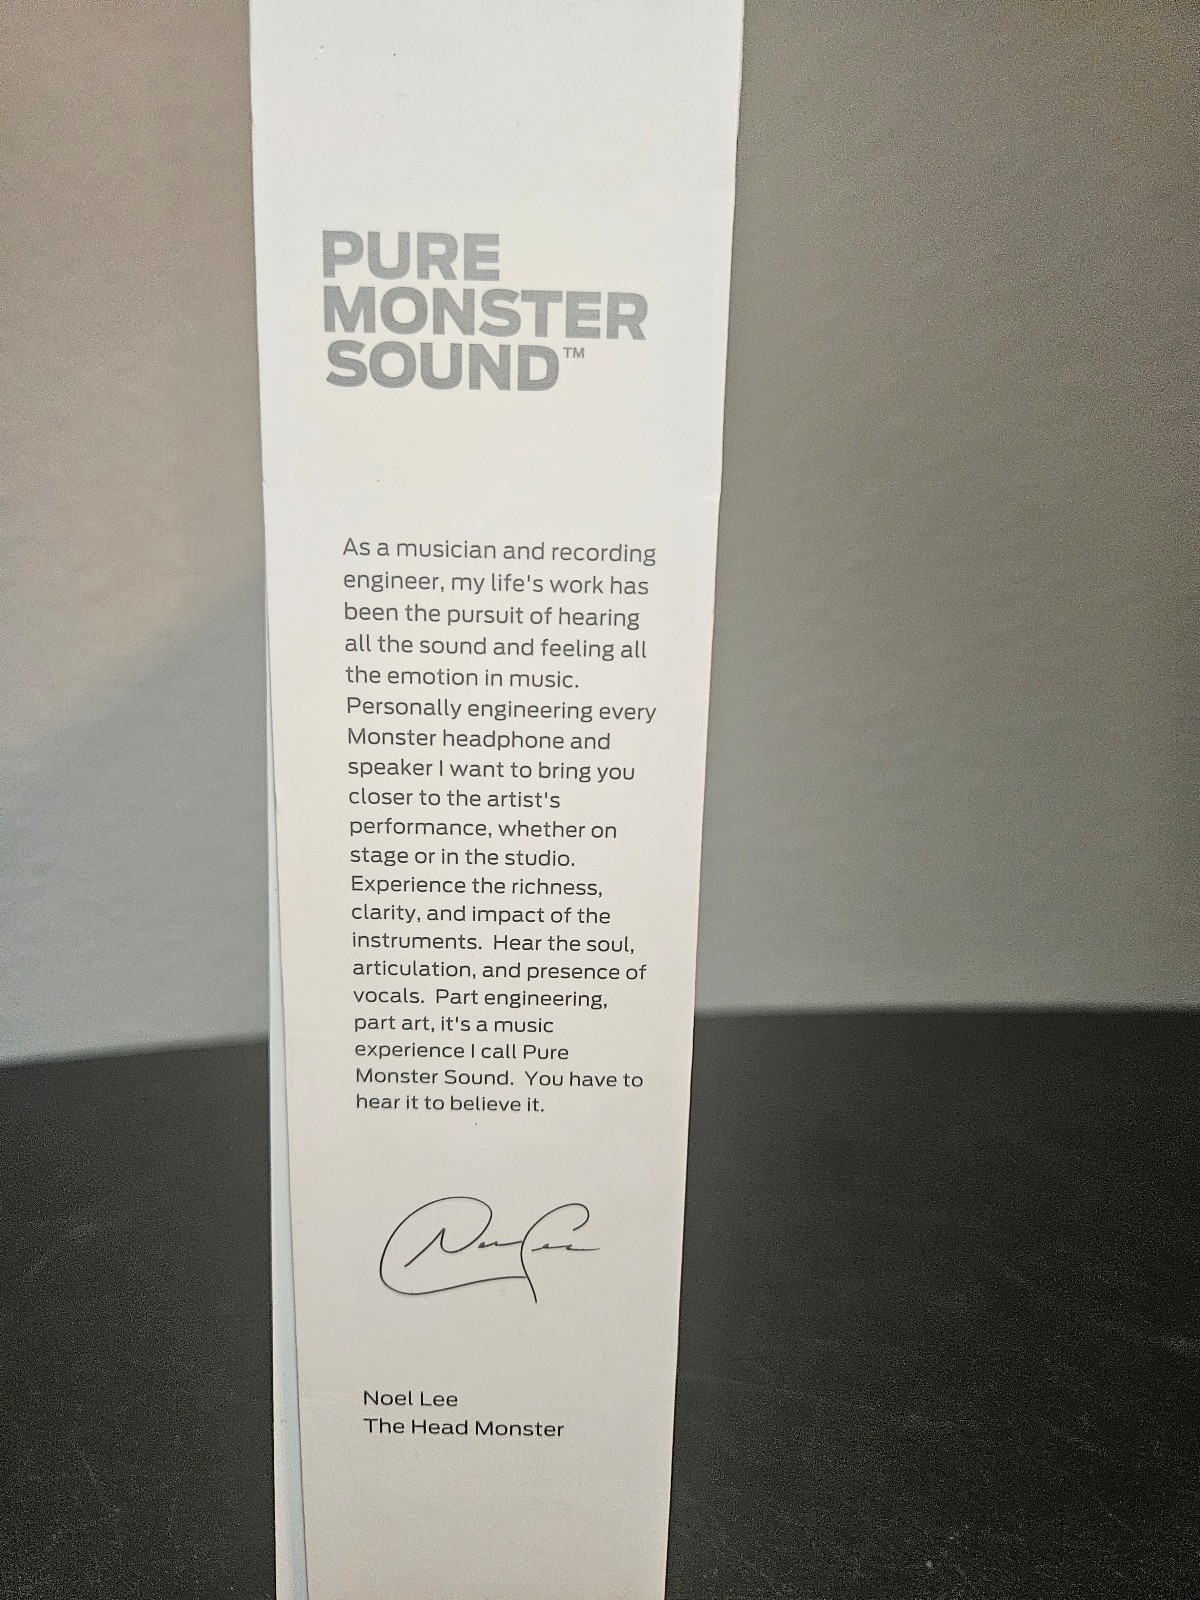 PURE
MONSTER
SOUND™
As a musician and recording
engineer, my life's work has
been the pursuit of hearing
all the sound and feeling all
the emotion in music.
Personally engineering every
Monster headphone and
speaker I want to bring you
closer to the artist's
performance, whether on
stage or in the studio.
Experience the richness,
clarity, and impact of the
instruments.  Hear the soul,
articulation, and presence of
vocals.  Part engineering,
part art, it's a music
experience I call Pure
Monster Sound.  You have to
hear it to believe it.
Noel Lee
Noel Lee
The Head Monster